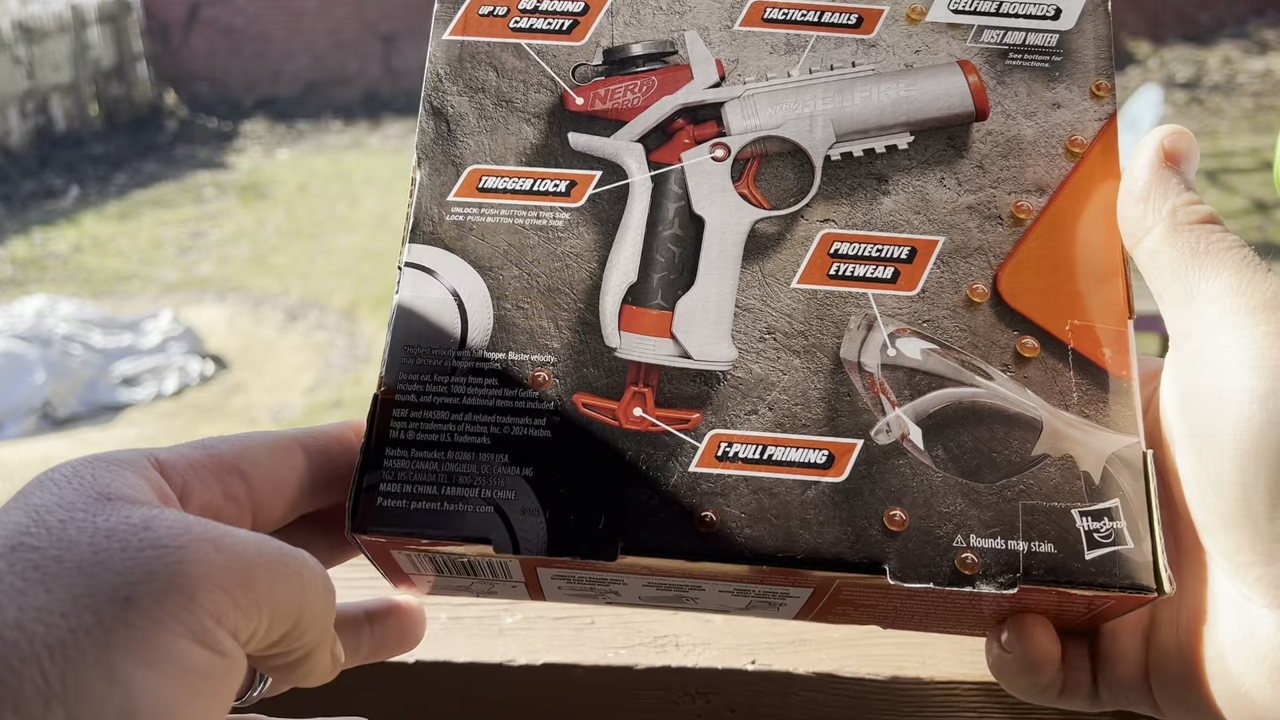 UP TO 60-ROUND
CAPACITY
TACTICAL RAILS
GELFIRE ROUNDS
JUST ADD WATER
See bottom for
instructions.
NERF
PRO
NERF GELFIRE
TRIGGER LOCK
UNLOCK: PUSH BUTTON ON THIS SIDE.
LOCK: PUSH BUTTON ON OTHER SIDE.
PROTECTIVE
EYEWEAR
*Highest velocity with full hopper. Blaster velocity
may decrease as hopper empties.
Do not eat. Keep away from pets.
Includes: blaster, 1000 dehydrated Nerf Gelfire
rounds, and eyewear. Additional items not included.
NERF and HASBRO and all related trademarks and
logos are trademarks of Hasbro, Inc. © 2024 Hasbro.
TM & ® denote U.S. Trademarks.
Hasbro, Pawtucket, RI 02861-1059 USA.
HASBRO CANADA, LONGUEUIL, QC, CANADA J4G
1G2. US/CANADA TEL. 1-800-255-5516
MADE IN CHINA. FABRIQUÉ EN CHINE.
Patent: patent.hasbro.com
T-PULL PRIMING
Hasbro
⚠ Rounds may stain.